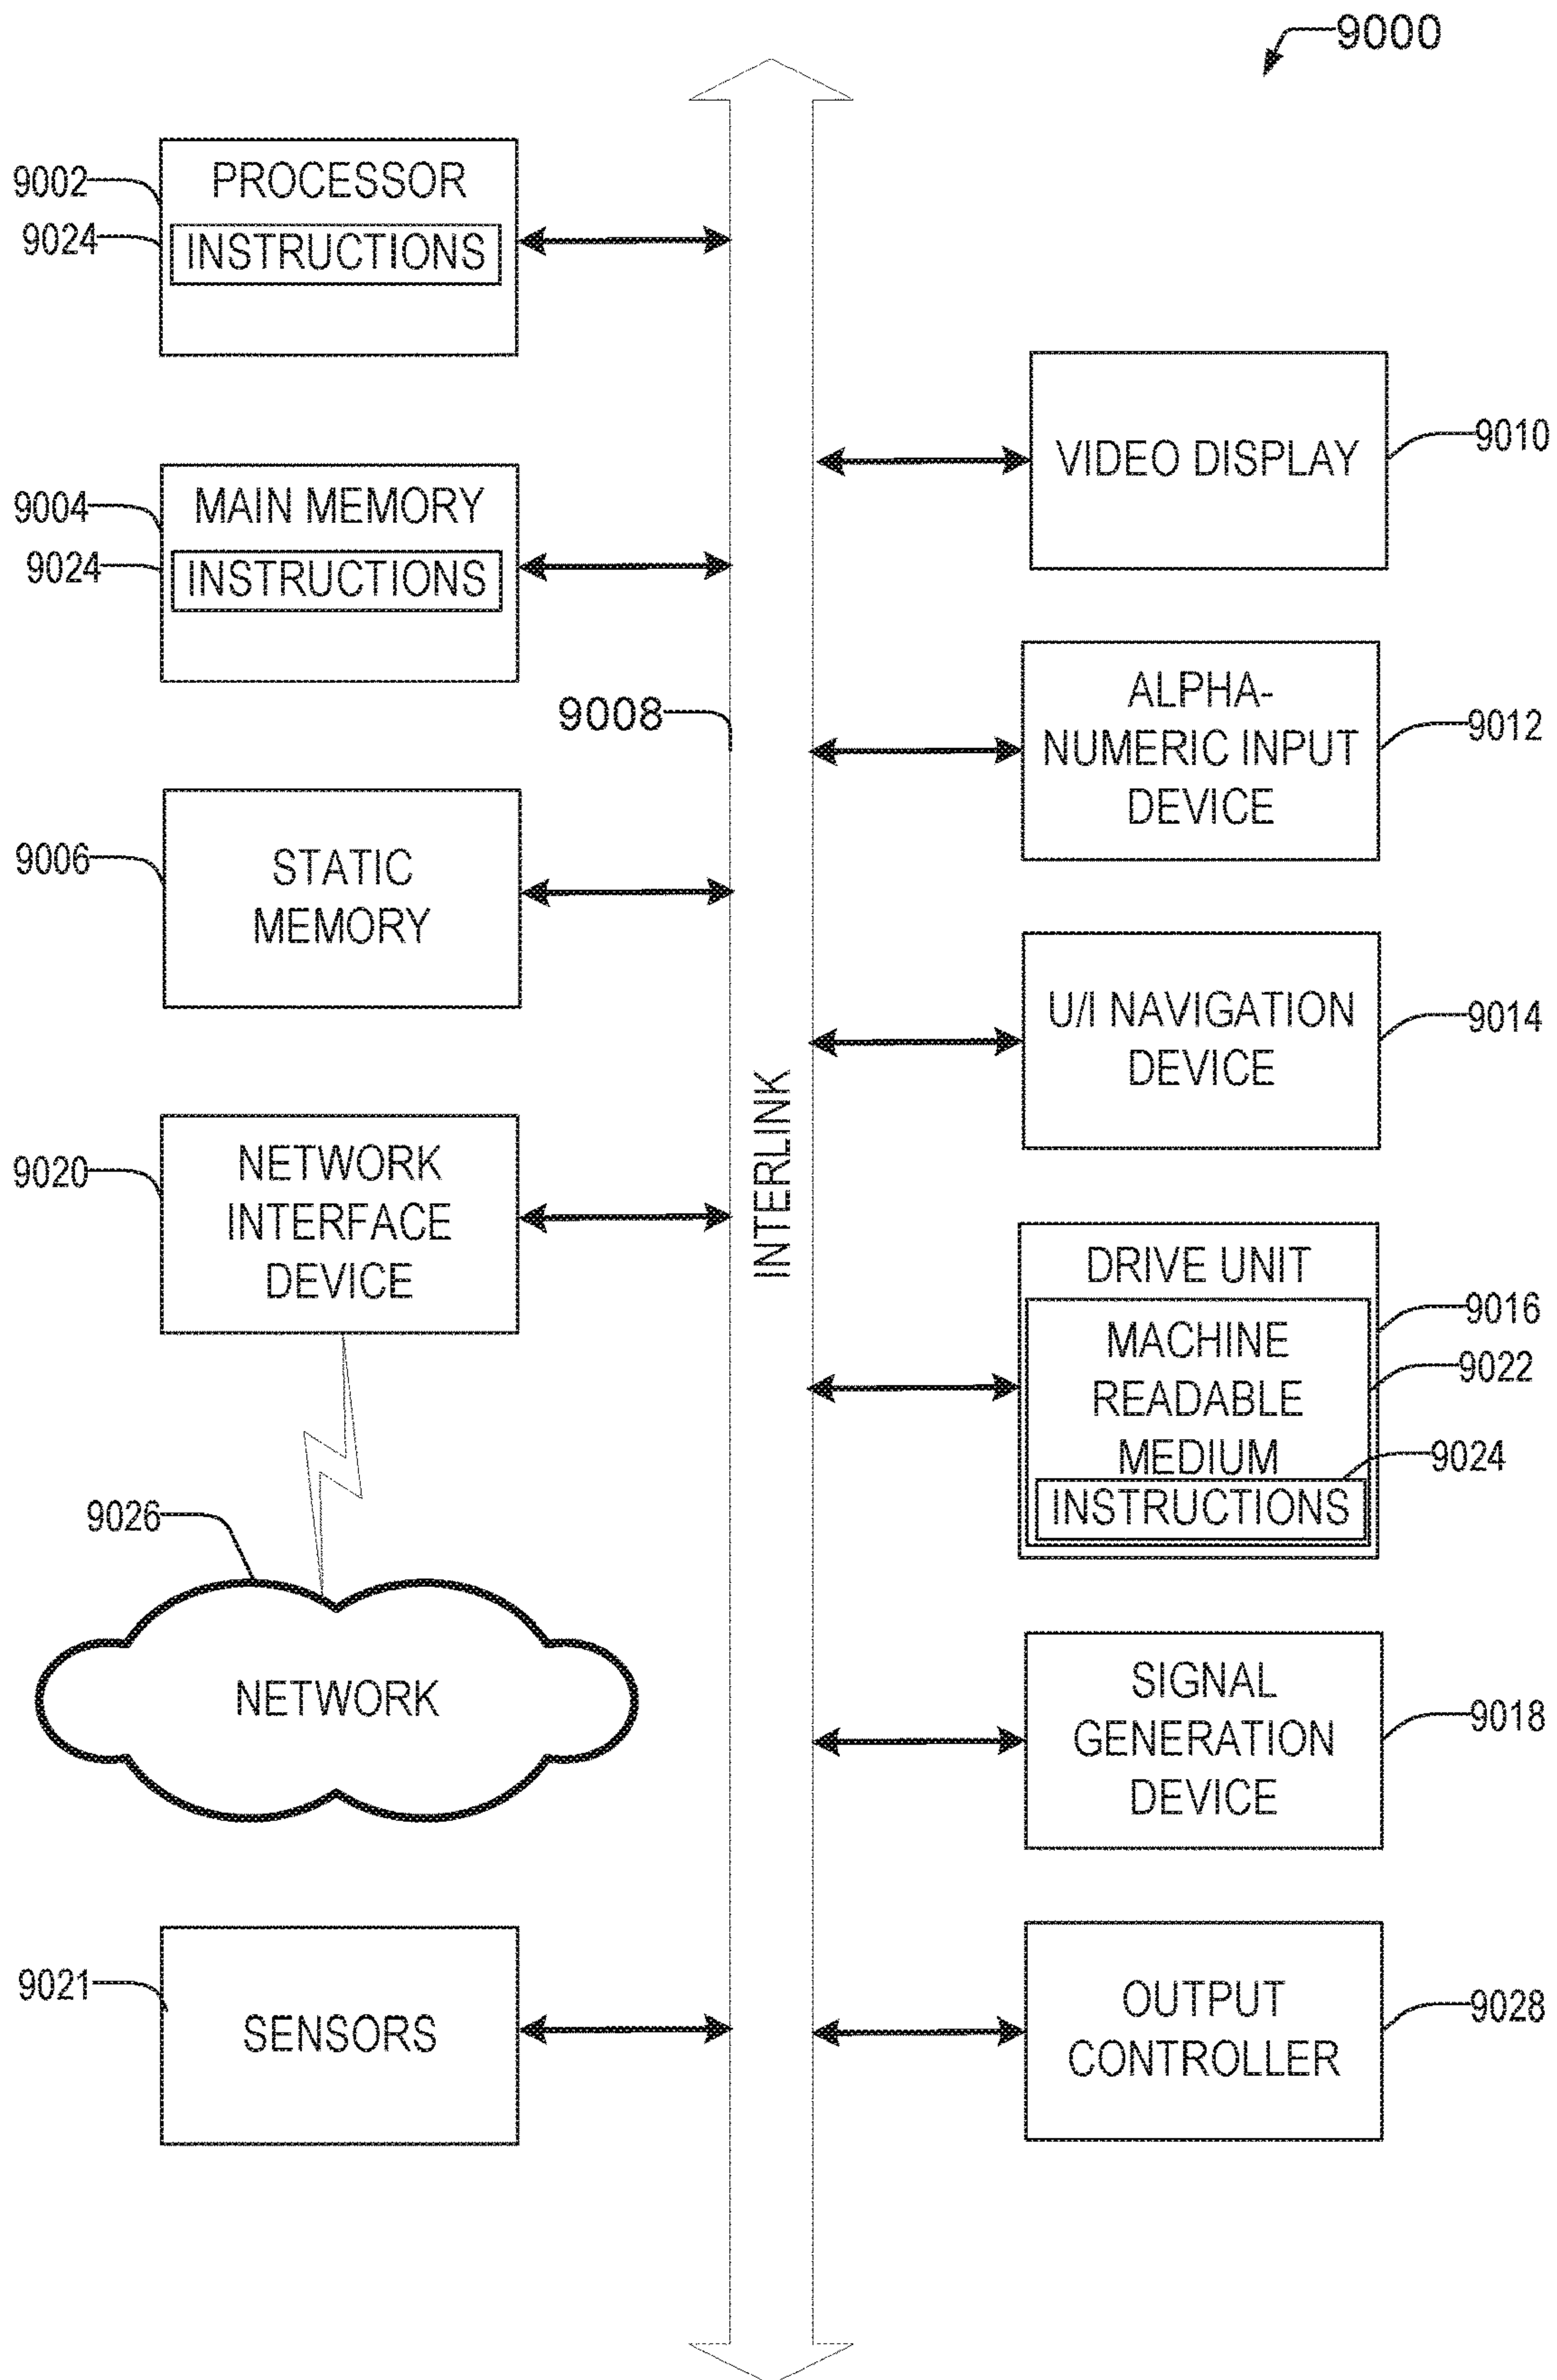 9000
9002
PROCESSOR
9024
INSTRUCTIONS
9004
MAIN MEMORY
9024
INSTRUCTIONS
9008
9006
STATIC
MEMORY
9020
NETWORK
INTERFACE
DEVICE
9026
NETWORK
9021
SENSORS
INTERLINK
VIDEO DISPLAY
9010
ALPHA-
NUMERIC INPUT
DEVICE
9012
U/I NAVIGATION
DEVICE
9014
DRIVE UNIT
9016
MACHINE
READABLE
MEDIUM
9022
9024
INSTRUCTIONS
SIGNAL
GENERATION
DEVICE
9018
OUTPUT
CONTROLLER
9028